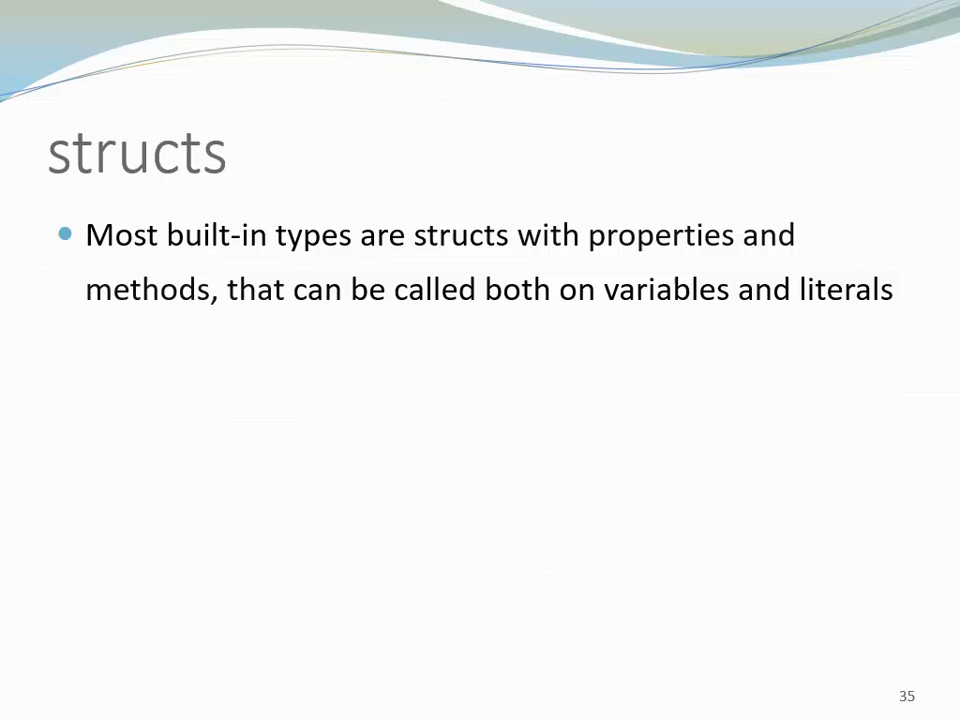 structs
Most built-in types are structs with properties and
methods, that can be called both on variables and literals
35